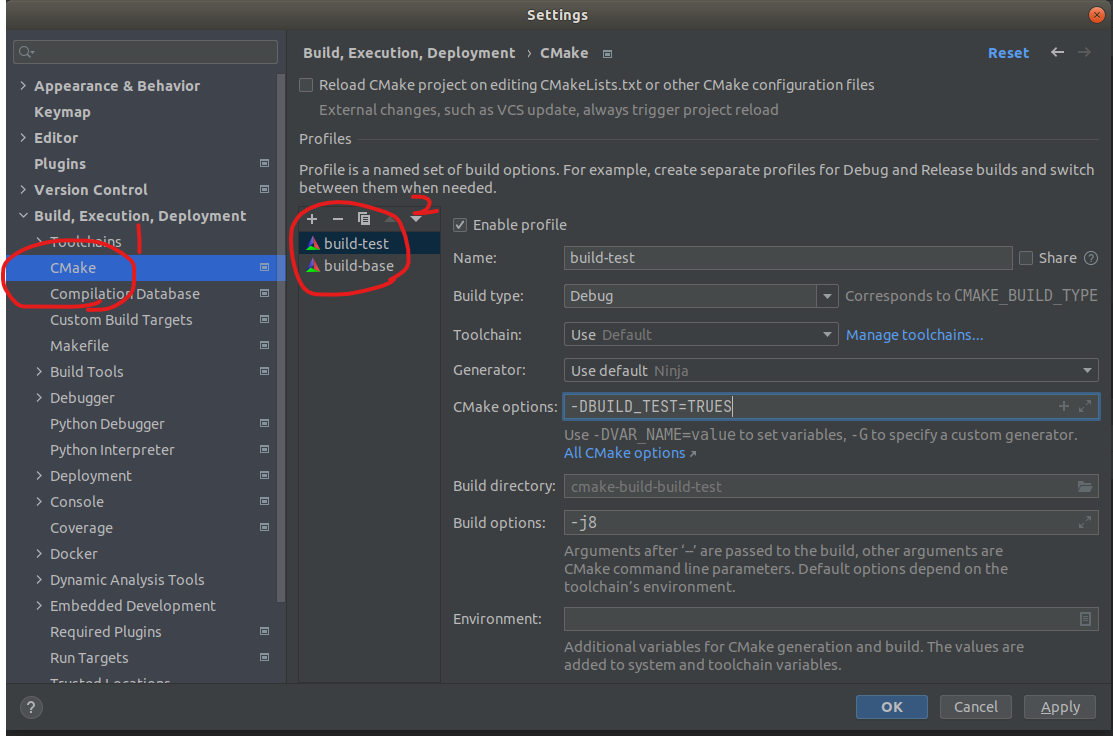 Settings
Build, Execution, Deployment › CMake
Reset
Appearance & Behavior
Keymap
Editor
Plugins
Version Control
Build, Execution, Deployment
Toolchains
CMake
Compilation Database
Custom Build Targets
Makefile
Build Tools
Debugger
Python Debugger
Python Interpreter
Deployment
Console
Coverage
Docker
Dynamic Analysis Tools
Embedded Development
Required Plugins
Run Targets
Trusted Locations
1
Reload CMake project on editing CMakeLists.txt or other CMake configuration files
External changes, such as VCS update, always trigger project reload
Profiles
Profile is a named set of build options. For example, create separate profiles for Debug and Release builds and switch
between them when needed.
2
build-test
build-base
Enable profile
Name: build-test Share ?
Build type: Debug Corresponds to CMAKE_BUILD_TYPE
Toolchain: Use Default Manage toolchains...
Generator: Use default Ninja
CMake options: -DBUILD_TEST=TRUES
Use -DVAR_NAME=value to set variables, -G to specify a custom generator.
All CMake options ↗
Build directory: cmake-build-build-test
Build options: -j8
Arguments after ‘--’ are passed to the build, other arguments are
CMake command line parameters. Default options depend on the
toolchain’s environment.
Environment:
Additional variables for CMake generation and build. The values are
added to system and toolchain variables.
?
OK Cancel Apply